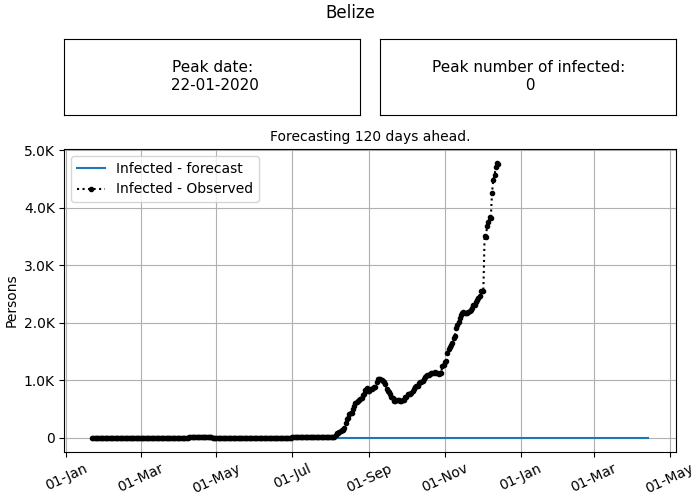 Belize
Peak date:
22-01-2020
Peak number of infected:
0
Forecasting 120 days ahead.
Infected - forecast
Infected - Observed
Persons
5.0K
4.0K
3.0K
2.0K
1.0K
0
01-Jan
01-Mar
01-May
01-Jul
01-Sep
01-Nov
01-Jan
01-Mar
01-May